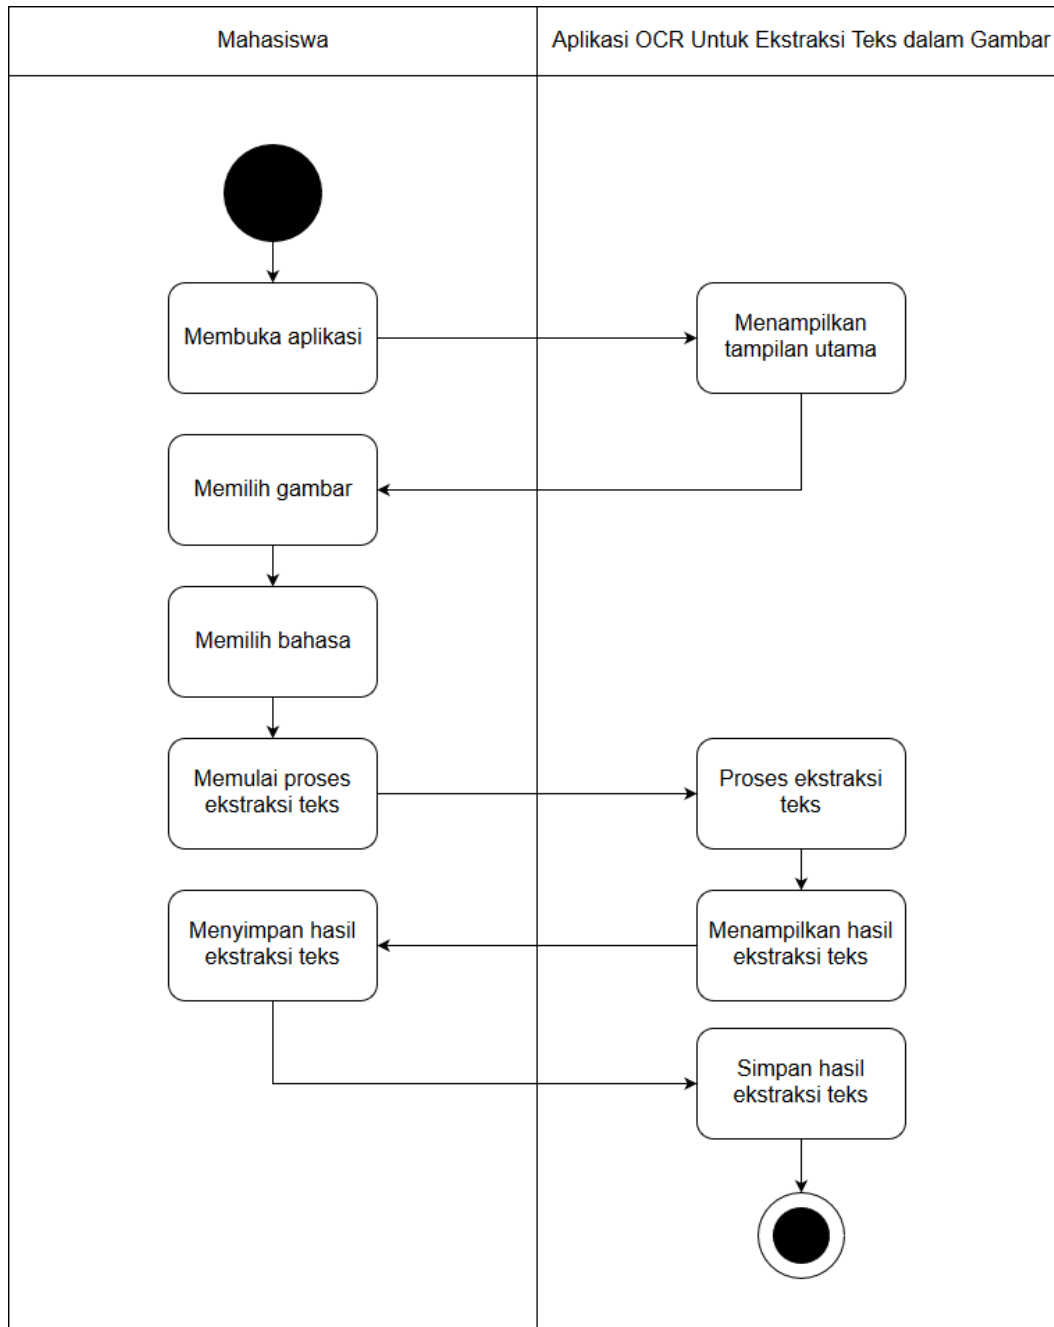 Mahasiswa
Aplikasi OCR Untuk Ekstraksi Teks dalam Gambar
Membuka aplikasi
Menampilkan
tampilan utama
Memilih gambar
Memilih bahasa
Memulai proses
ekstraksi teks
Proses ekstraksi
teks
Menampilkan hasil
ekstraksi teks
Menyimpan hasil
ekstraksi teks
Simpan hasil
ekstraksi teks